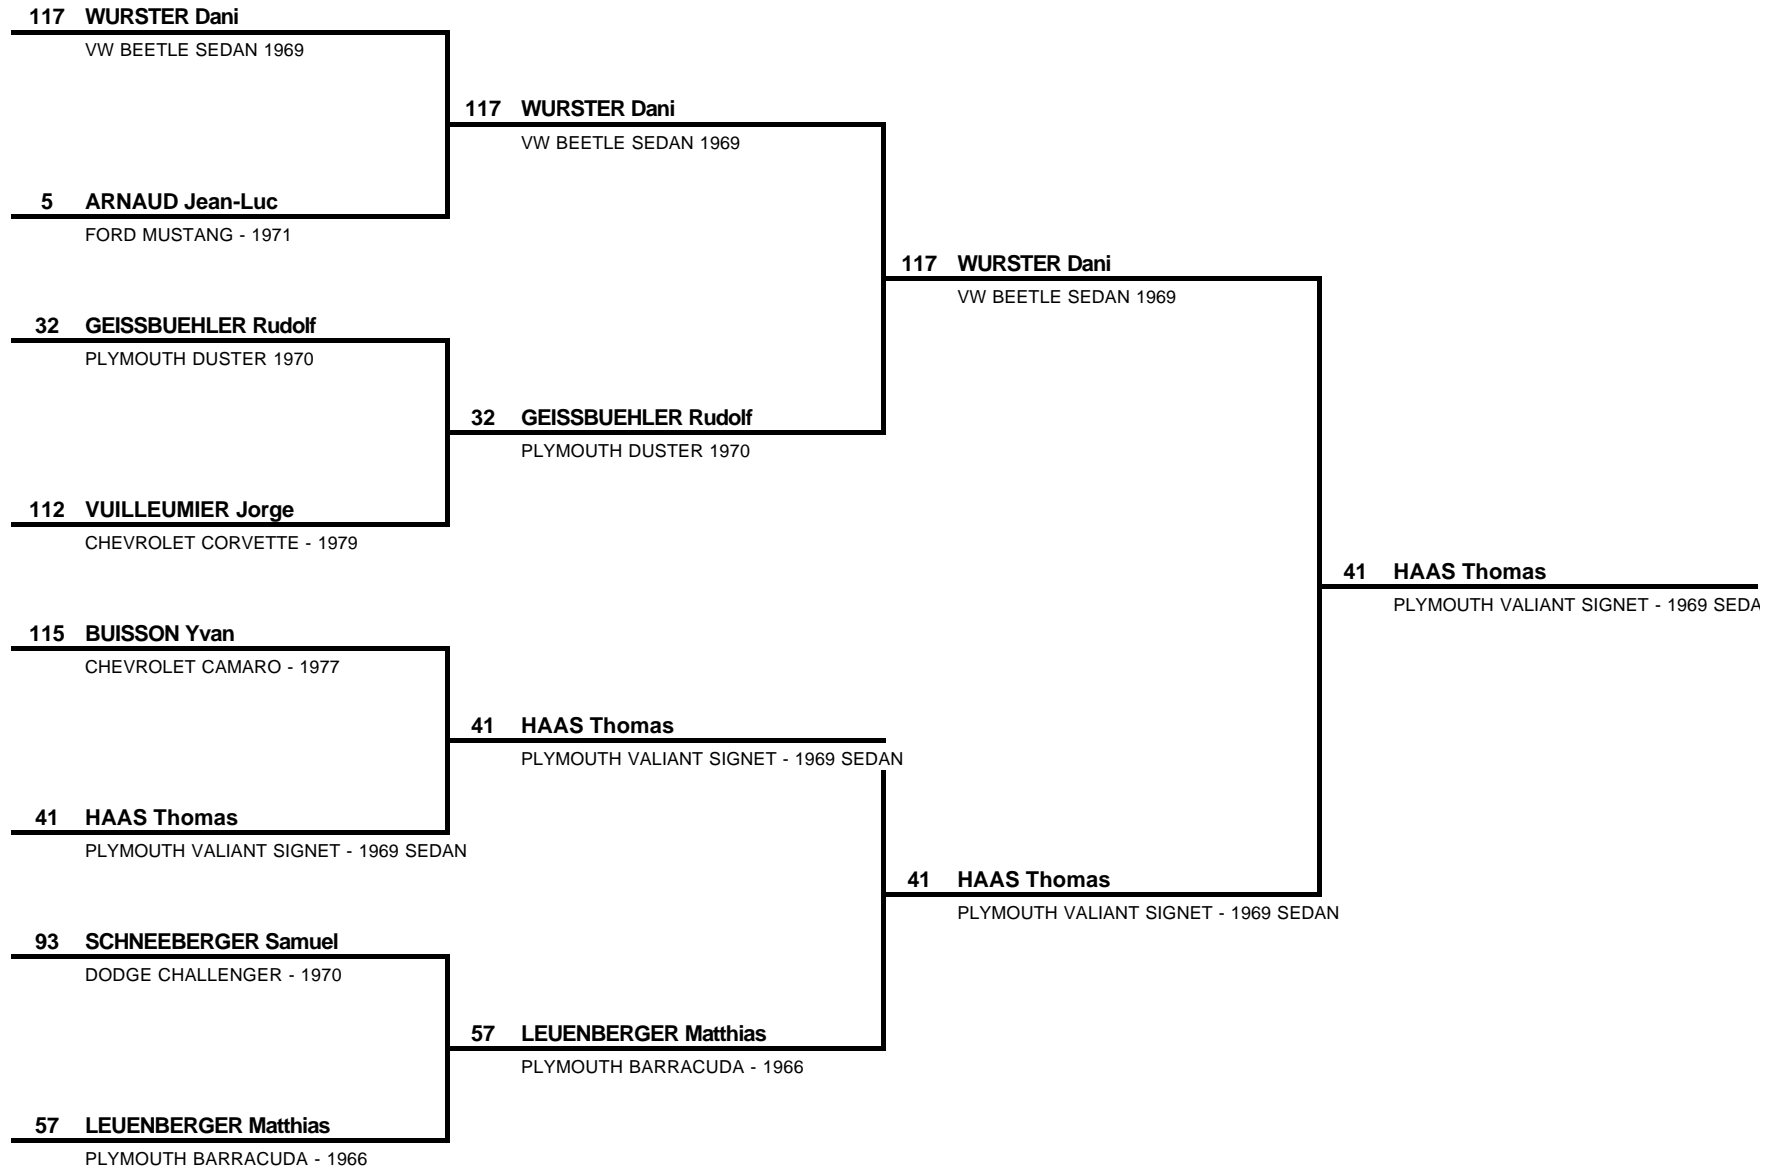 117 WURSTER Dani
VW BEETLE SEDAN 1969
117 WURSTER Dani
VW BEETLE SEDAN 1969
5 ARNAUD Jean-Luc
FORD MUSTANG - 1971
117 WURSTER Dani
VW BEETLE SEDAN 1969
32 GEISSBUEHLER Rudolf
PLYMOUTH DUSTER 1970
32 GEISSBUEHLER Rudolf
PLYMOUTH DUSTER 1970
112 VUILLEUMIER Jorge
CHEVROLET CORVETTE - 1979
41 HAAS Thomas
PLYMOUTH VALIANT SIGNET - 1969 SEDA
115 BUISSON Yvan
CHEVROLET CAMARO - 1977
41 HAAS Thomas
PLYMOUTH VALIANT SIGNET - 1969 SEDAN
41 HAAS Thomas
PLYMOUTH VALIANT SIGNET - 1969 SEDAN
41 HAAS Thomas
PLYMOUTH VALIANT SIGNET - 1969 SEDAN
93 SCHNEEBERGER Samuel
DODGE CHALLENGER - 1970
57 LEUENBERGER Matthias
PLYMOUTH BARRACUDA - 1966
57 LEUENBERGER Matthias
PLYMOUTH BARRACUDA - 1966